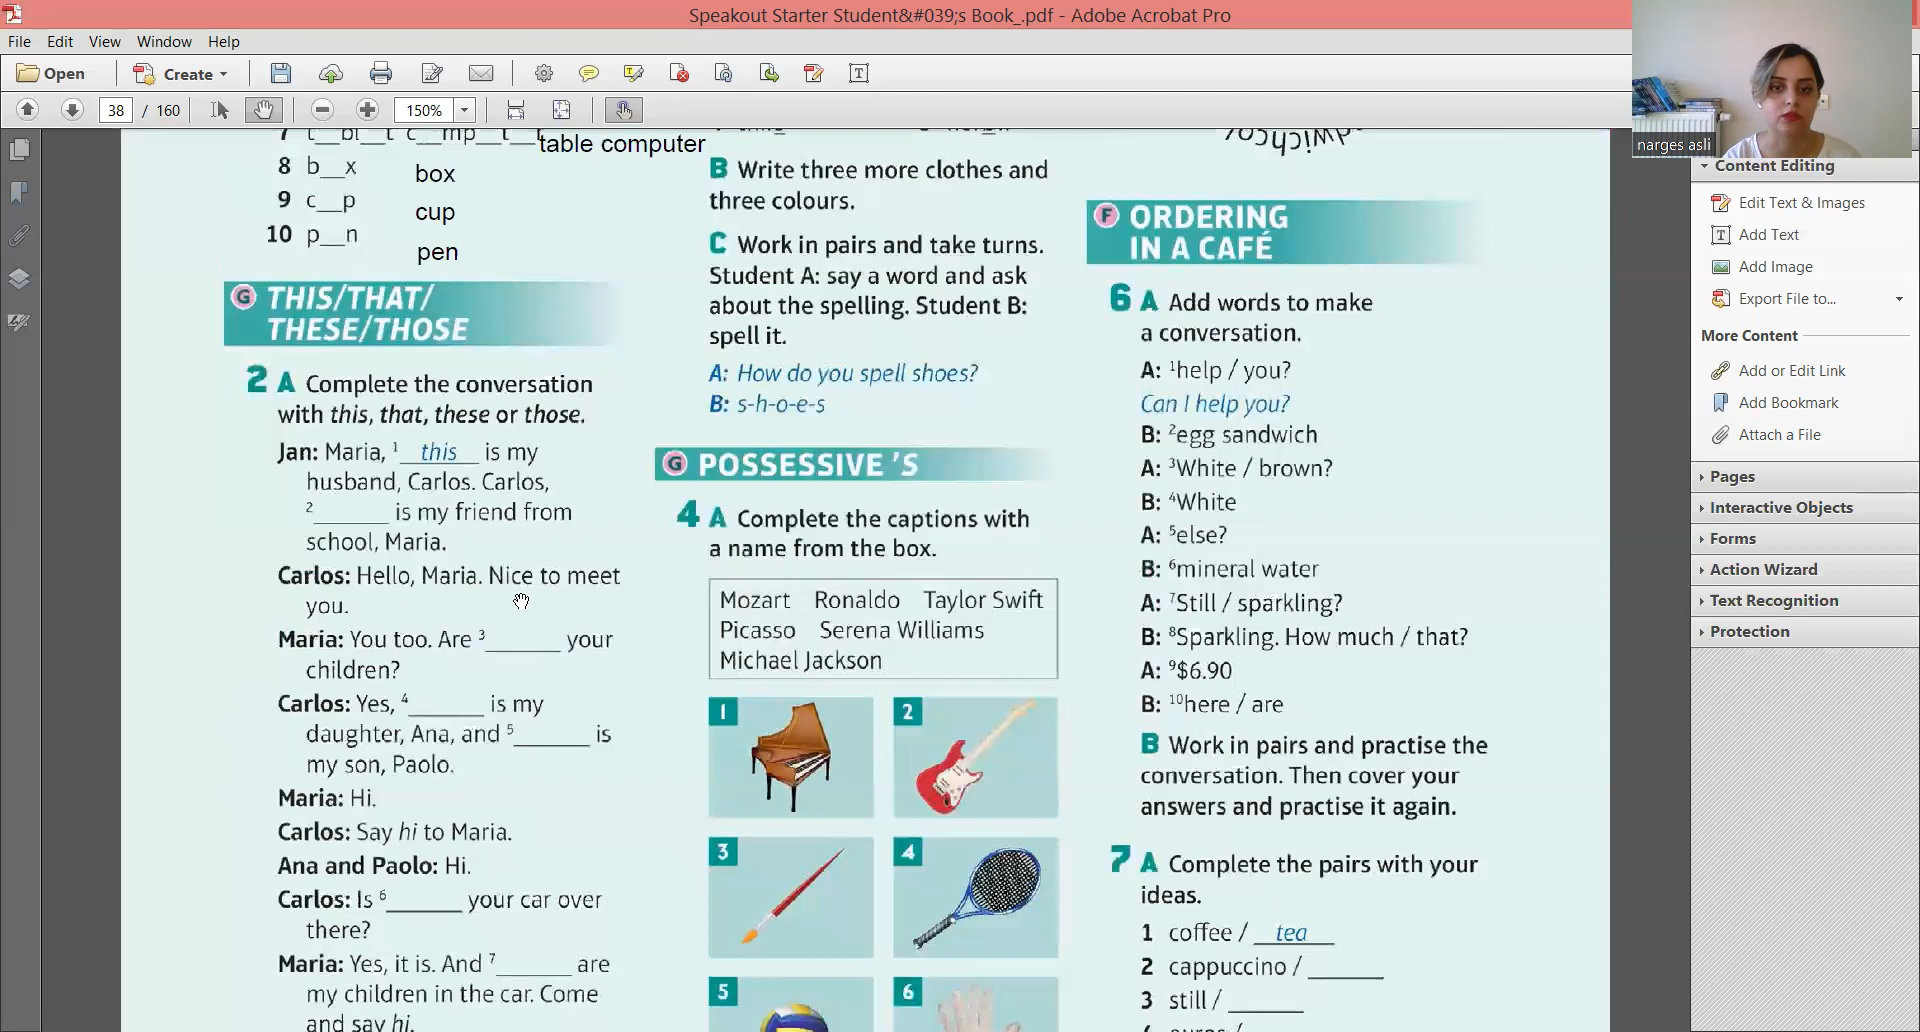 Speakout Starter Student&#039;s Book_.pdf - Adobe Acrobat Pro
File Edit View Window Help
Open Create
38 / 160 150%
narges asli
table computer
8 b__x box
9 c__p cup
10 p__n pen
G THIS/THAT/
THESE/THOSE
2 A Complete the conversation
with this, that, these or those.
Jan: Maria, 1 this is my
husband, Carlos. Carlos,
2______ is my friend from
school, Maria.
Carlos: Hello, Maria. Nice to meet
you.
Maria: You too. Are 3______ your
children?
Carlos: Yes, 4______ is my
daughter, Ana, and 5______ is
my son, Paolo.
Maria: Hi.
Carlos: Say hi to Maria.
Ana and Paolo: Hi.
Carlos: Is 6______ your car over
there?
Maria: Yes, it is. And 7______ are
my children in the car. Come
and say hi.
B Write three more clothes and
three colours.
C Work in pairs and take turns.
Student A: say a word and ask
about the spelling. Student B:
spell it.
A: How do you spell shoes?
B: s-h-o-e-s
G POSSESSIVE 'S
4 A Complete the captions with
a name from the box.
Mozart Ronaldo Taylor Swift
Picasso Serena Williams
Michael Jackson
1 2
3 4
5 6
F ORDERING
IN A CAFÉ
6 A Add words to make
a conversation.
A: 1help / you?
Can I help you?
B: 2egg sandwich
A: 3White / brown?
B: 4White
A: 5else?
B: 6mineral water
A: 7Still / sparkling?
B: 8Sparkling. How much / that?
A: 9$6.90
B: 10here / are
B Work in pairs and practise the
conversation. Then cover your
answers and practise it again.
7 A Complete the pairs with your
ideas.
1 coffee / tea
2 cappuccino / ______
3 still / ______
Content Editing
Edit Text & Images
Add Text
Add Image
Export File to...
More Content
Add or Edit Link
Add Bookmark
Attach a File
Pages
Interactive Objects
Forms
Action Wizard
Text Recognition
Protection